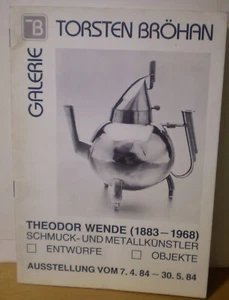 B
GALERIE
TORSTEN BRÖHAN
THEODOR WENDE (1883–1968)
SCHMUCK- UND METALLKÜNSTLER
□ ENTWÜRFE □ OBJEKTE
AUSSTELLUNG VOM 7. 4. 84 — 30. 5. 84